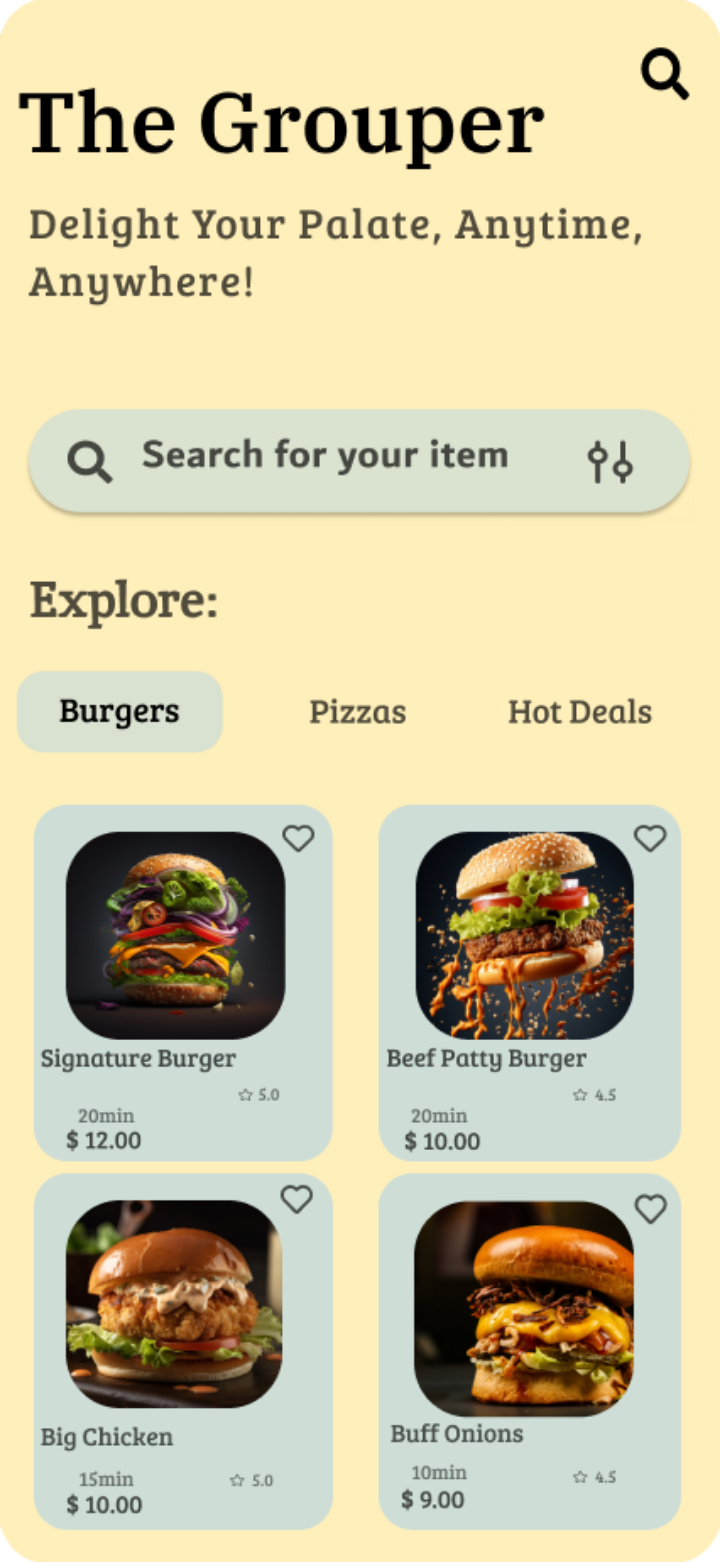 The Grouper
Delight Your Palate, Anytime,
Anywhere!
Search for your item
Explore:
Burgers
Pizzas
Hot Deals
Signature Burger
5.0
20min
$ 12.00
Beef Patty Burger
4.5
20min
$ 10.00
Big Chicken
15min
5.0
$ 10.00
Buff Onions
10min
4.5
$ 9.00